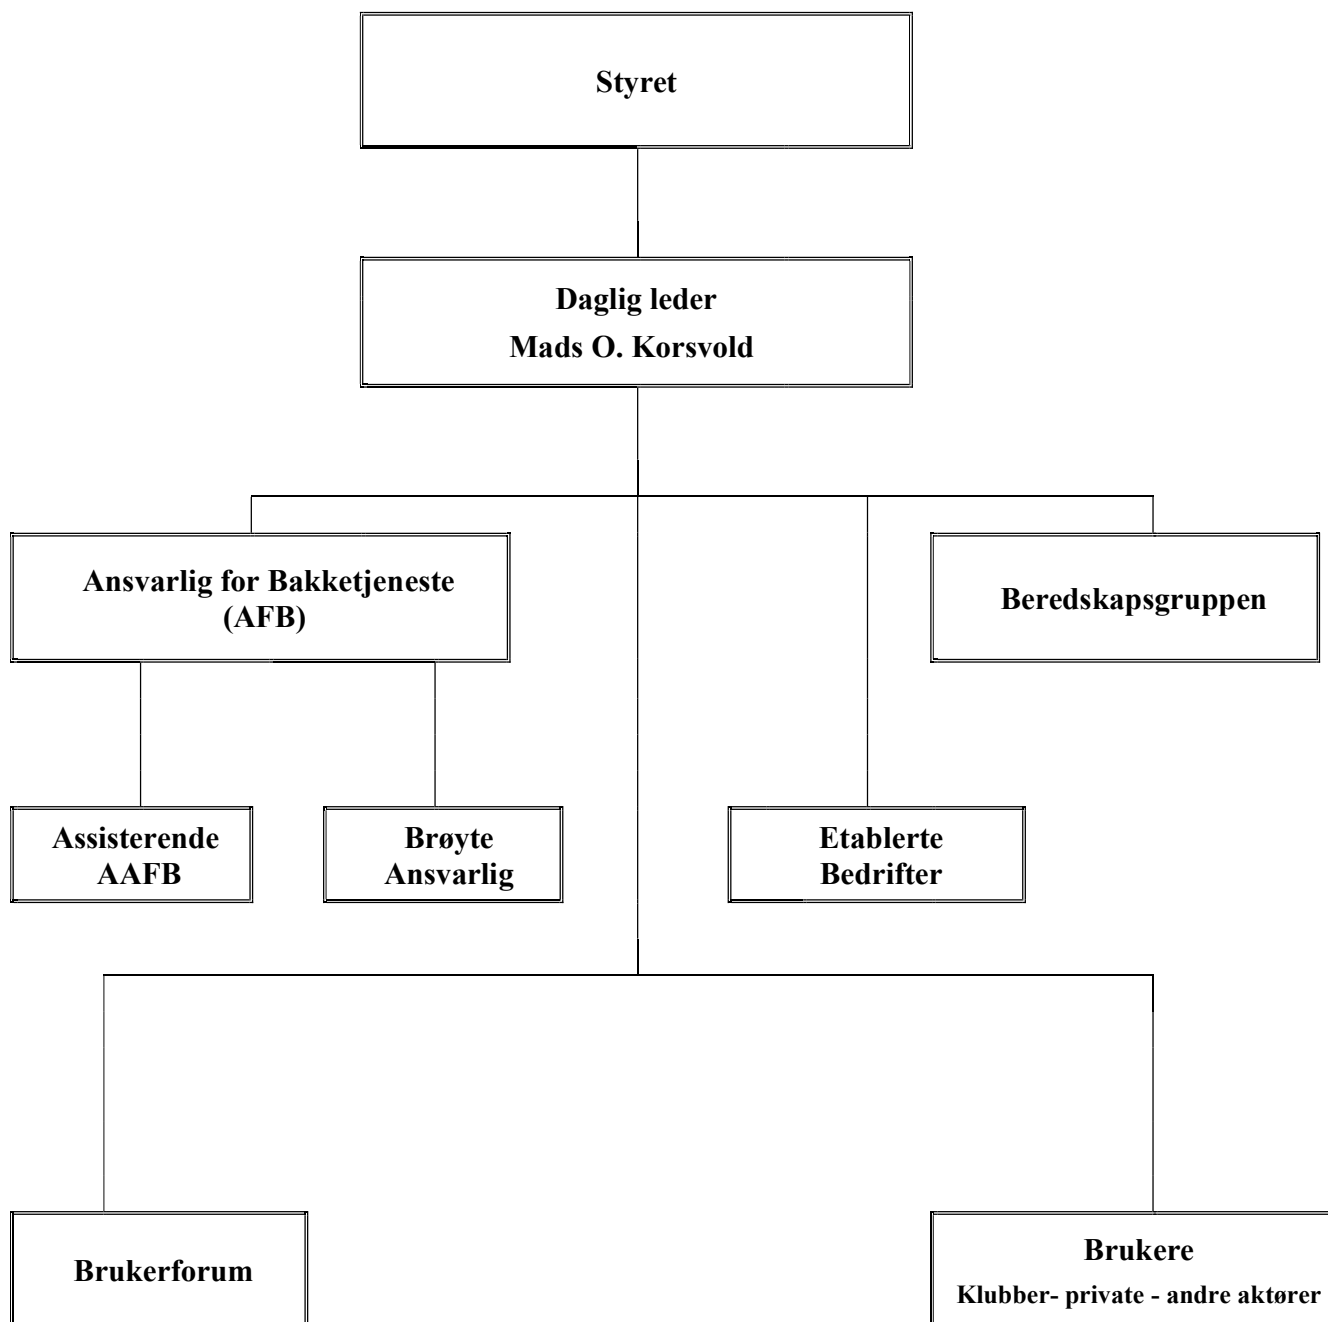 Styret
Daglig leder
Mads O. Korsvold
Ansvarlig for Bakketjeneste
(AFB)
Beredskapsgruppen
Assisterende
AAFB
Brøyte
Ansvarlig
Etablerte
Bedrifter
Brukerforum
Brukere
Klubber- private - andre aktører